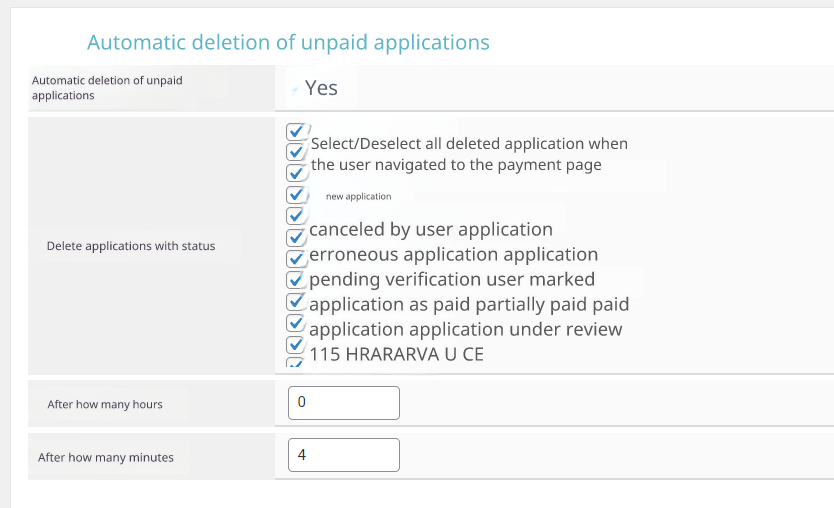 Automatic deletion of unpaid applications
Automatic deletion of unpaid
applications
Yes
Delete applications with status
Select/Deselect all deleted application when
the user navigated to the payment page
new application
canceled by user application
erroneous application application
pending verification user marked
application as paid partially paid paid
application application under review
115 HRARARVA U CE
After how many hours
0
After how many minutes
4